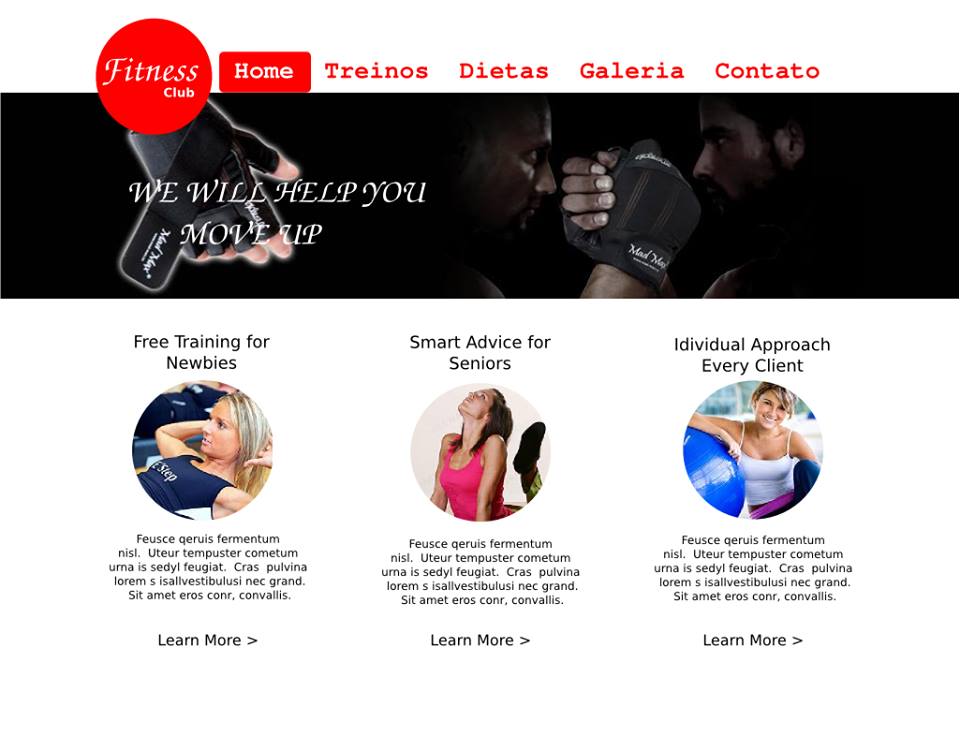 Fitness
Club
Home Treinos Dietas Galeria Contato
WE WILL HELP YOU
MOVE UP
Mad Max
Mad Max
Free Training for
Newbies
Smart Advice for
Seniors
Idividual Approach
Every Client
Step
Feusce qeruis fermentum
nisl. Uteur tempuster cometum
urna is sedyl feugiat. Cras pulvina
lorem s isallvestibulusi nec grand.
Sit amet eros conr, convallis.
Feusce qeruis fermentum
nisl. Uteur tempuster cometum
urna is sedyl feugiat. Cras pulvina
lorem s isallvestibulusi nec grand.
Sit amet eros conr, convallis.
Feusce qeruis fermentum
nisl. Uteur tempuster cometum
urna is sedyl feugiat. Cras pulvina
lorem s isallvestibulusi nec grand.
Sit amet eros conr, convallis.
Learn More >
Learn More >
Learn More >